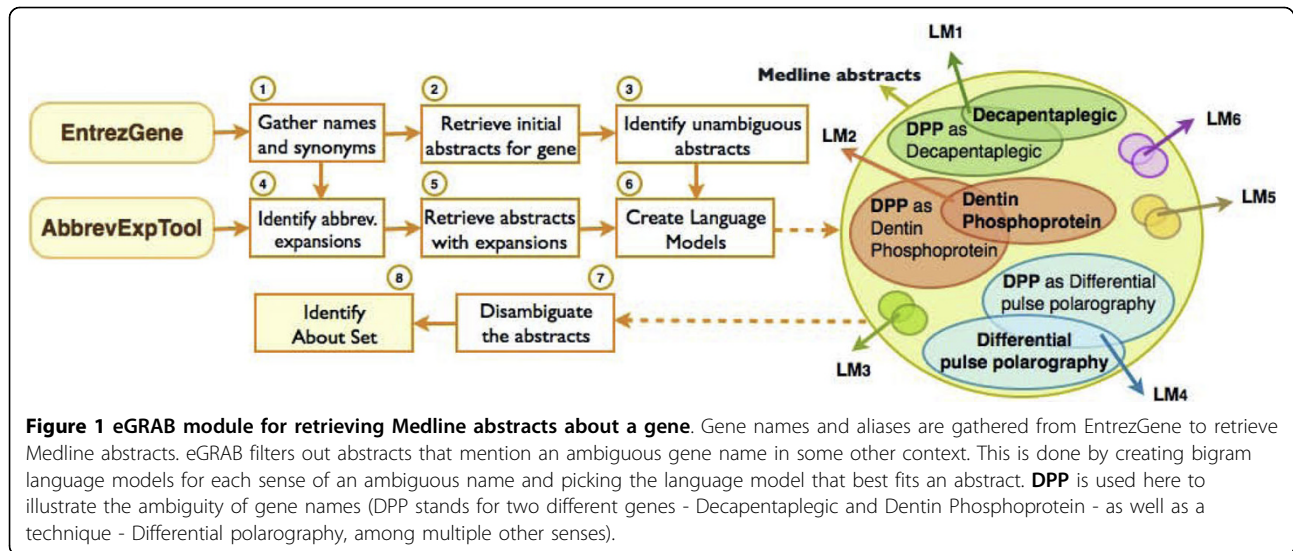 EntrezGene
1
Gather names
and synonyms
2
Retrieve initial
abstracts for gene
3
Identify unambiguous
abstracts
AbbrevExpTool
4
Identify abbrev.
expansions
5
Retrieve abstracts
with expansions
6
Create Language
Models
7
Disambiguate
the abstracts
8
Identify
About Set
Medline abstracts
LM1
Decapentaplegic
DPP as
Decapentaplegic
LM2
Dentin
Phosphoprotein
DPP as
Dentin
Phosphoprotein
LM6
LM5
DPP as Differential
pulse polarography
Differential
pulse polarography
LM3
LM4
Figure 1 eGRAB module for retrieving Medline abstracts about a gene. Gene names and aliases are gathered from EntrezGene to retrieve
Medline abstracts. eGRAB filters out abstracts that mention an ambiguous gene name in some other context. This is done by creating bigram
language models for each sense of an ambiguous name and picking the language model that best fits an abstract. DPP is used here to
illustrate the ambiguity of gene names (DPP stands for two different genes - Decapentaplegic and Dentin Phosphoprotein - as well as a
technique - Differential polarography, among multiple other senses).